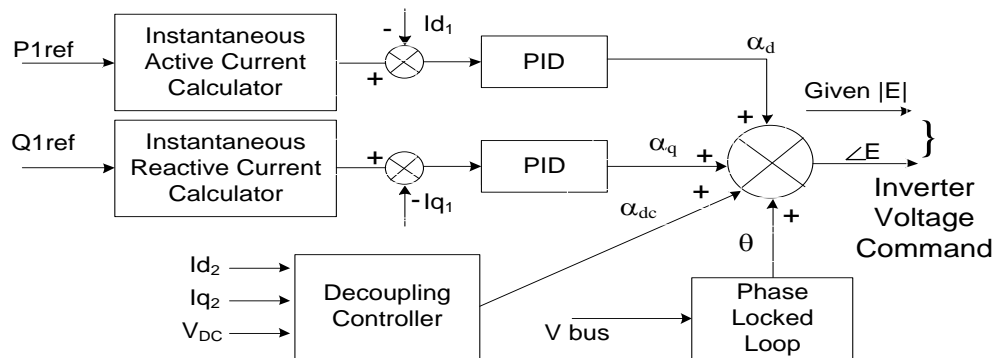 P1ref
Instantaneous
Active Current
Calculator
-
Id1
+
PID
αd
Given |E|
+
Q1ref
Instantaneous
Reactive Current
Calculator
+
-Iq1
PID
αq
+
∠E
}
Inverter
Voltage
Command
+
αdc
+
θ
Id2
Iq2
VDC
Decoupling
Controller
V bus
Phase
Locked
Loop